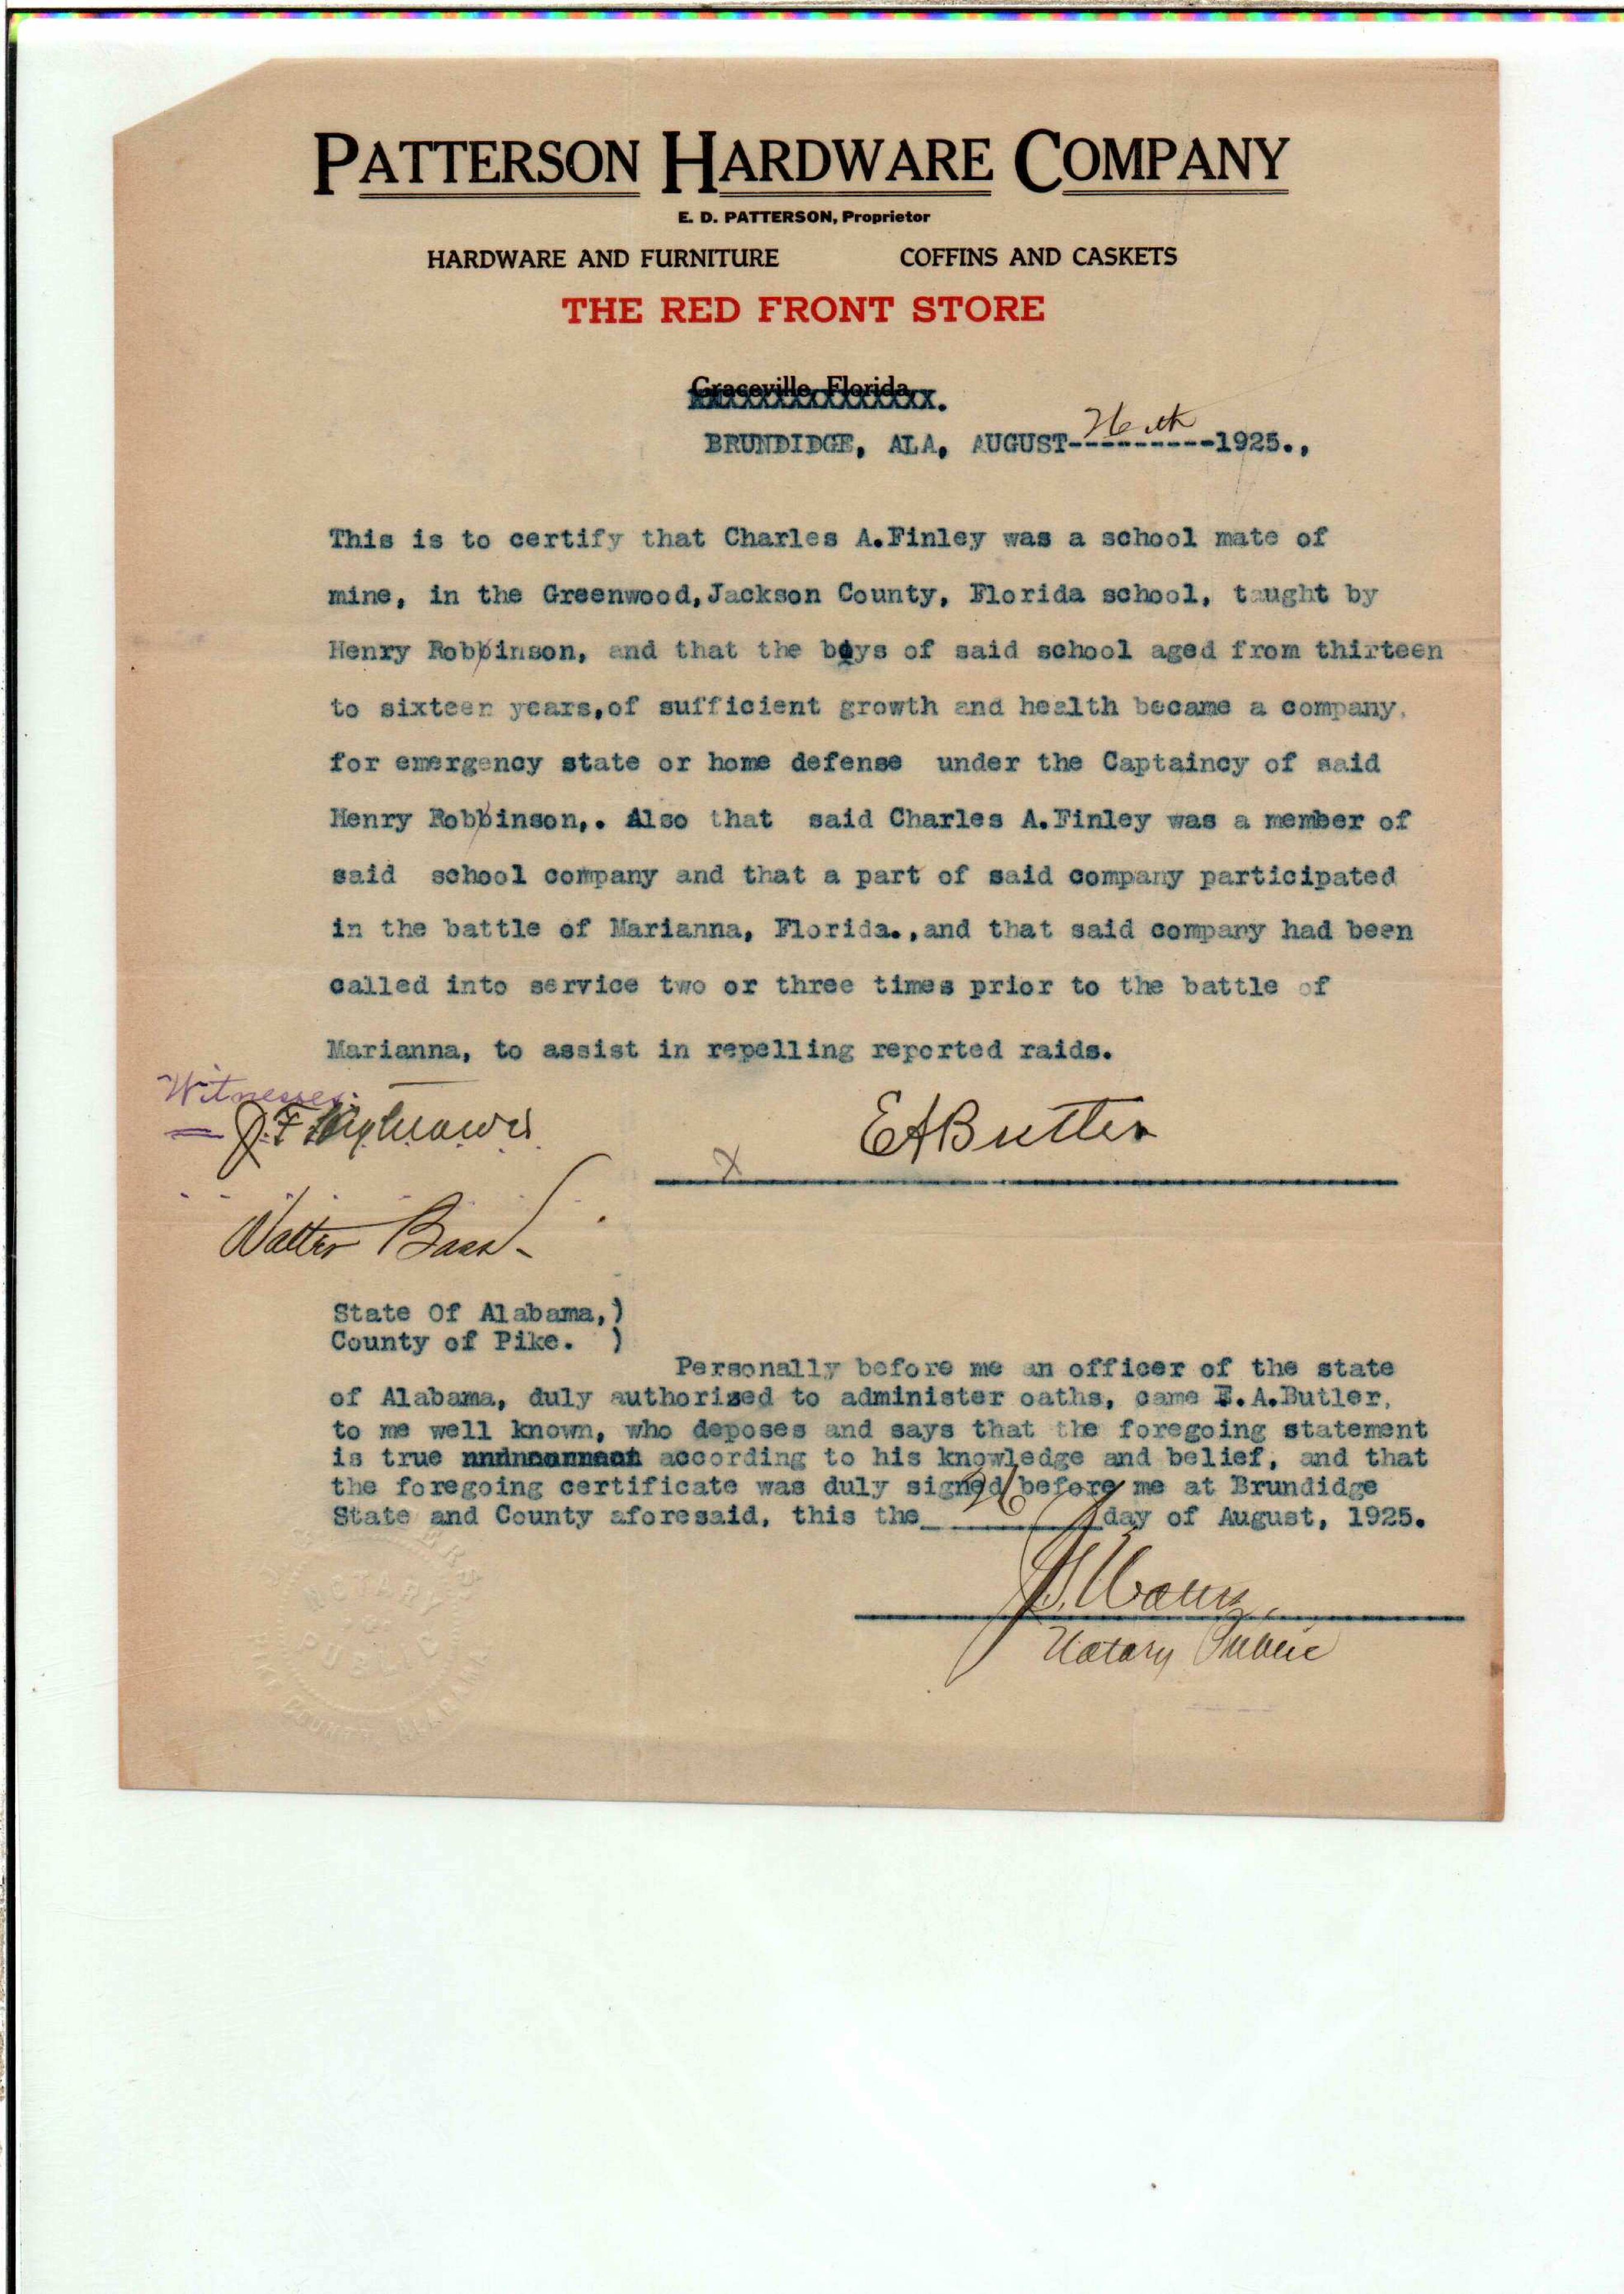 PATTERSON HARDWARE COMPANY
E. D. PATTERSON, Proprietor
HARDWARE AND FURNITURE COFFINS AND CASKETS
THE RED FRONT STORE
Graceville, Florida
BRUNDIDGE, ALA, AUGUST-26th-1925.,
This is to certify that Charles A.Finley was a school mate of
mine, in the Greenwood,Jackson County, Florida school, taught by
Henry Robbinson, and that the boys of said school aged from thirteen
to sixteen years,of sufficient growth and health became a company,
for emergency state or home defense under the Captaincy of said
Henry Robbinson,. Also that said Charles A.Finley was a member of
said school company and that a part of said company participated
in the battle of Marianna, Florida.,and that said company had been
called into service two or three times prior to the battle of
Marianna, to assist in repelling reported raids.
Witnesses:
J. F.
EAButler
x
Walter Bass
State Of Alabama,)
County of Pike. )
Personally before me an officer of the state
of Alabama, duly authorized to administer oaths, came E.A.Butler,
to me well known, who deposes and says that the foregoing statement
is true according to his knowledge and belief, and that
the foregoing certificate was duly signed before me at Brundidge
State and County aforesaid, this the 26 day of August, 1925.
Notary Public
NOTARY
PUBLIC
PIKE COUNTY, ALABAMA